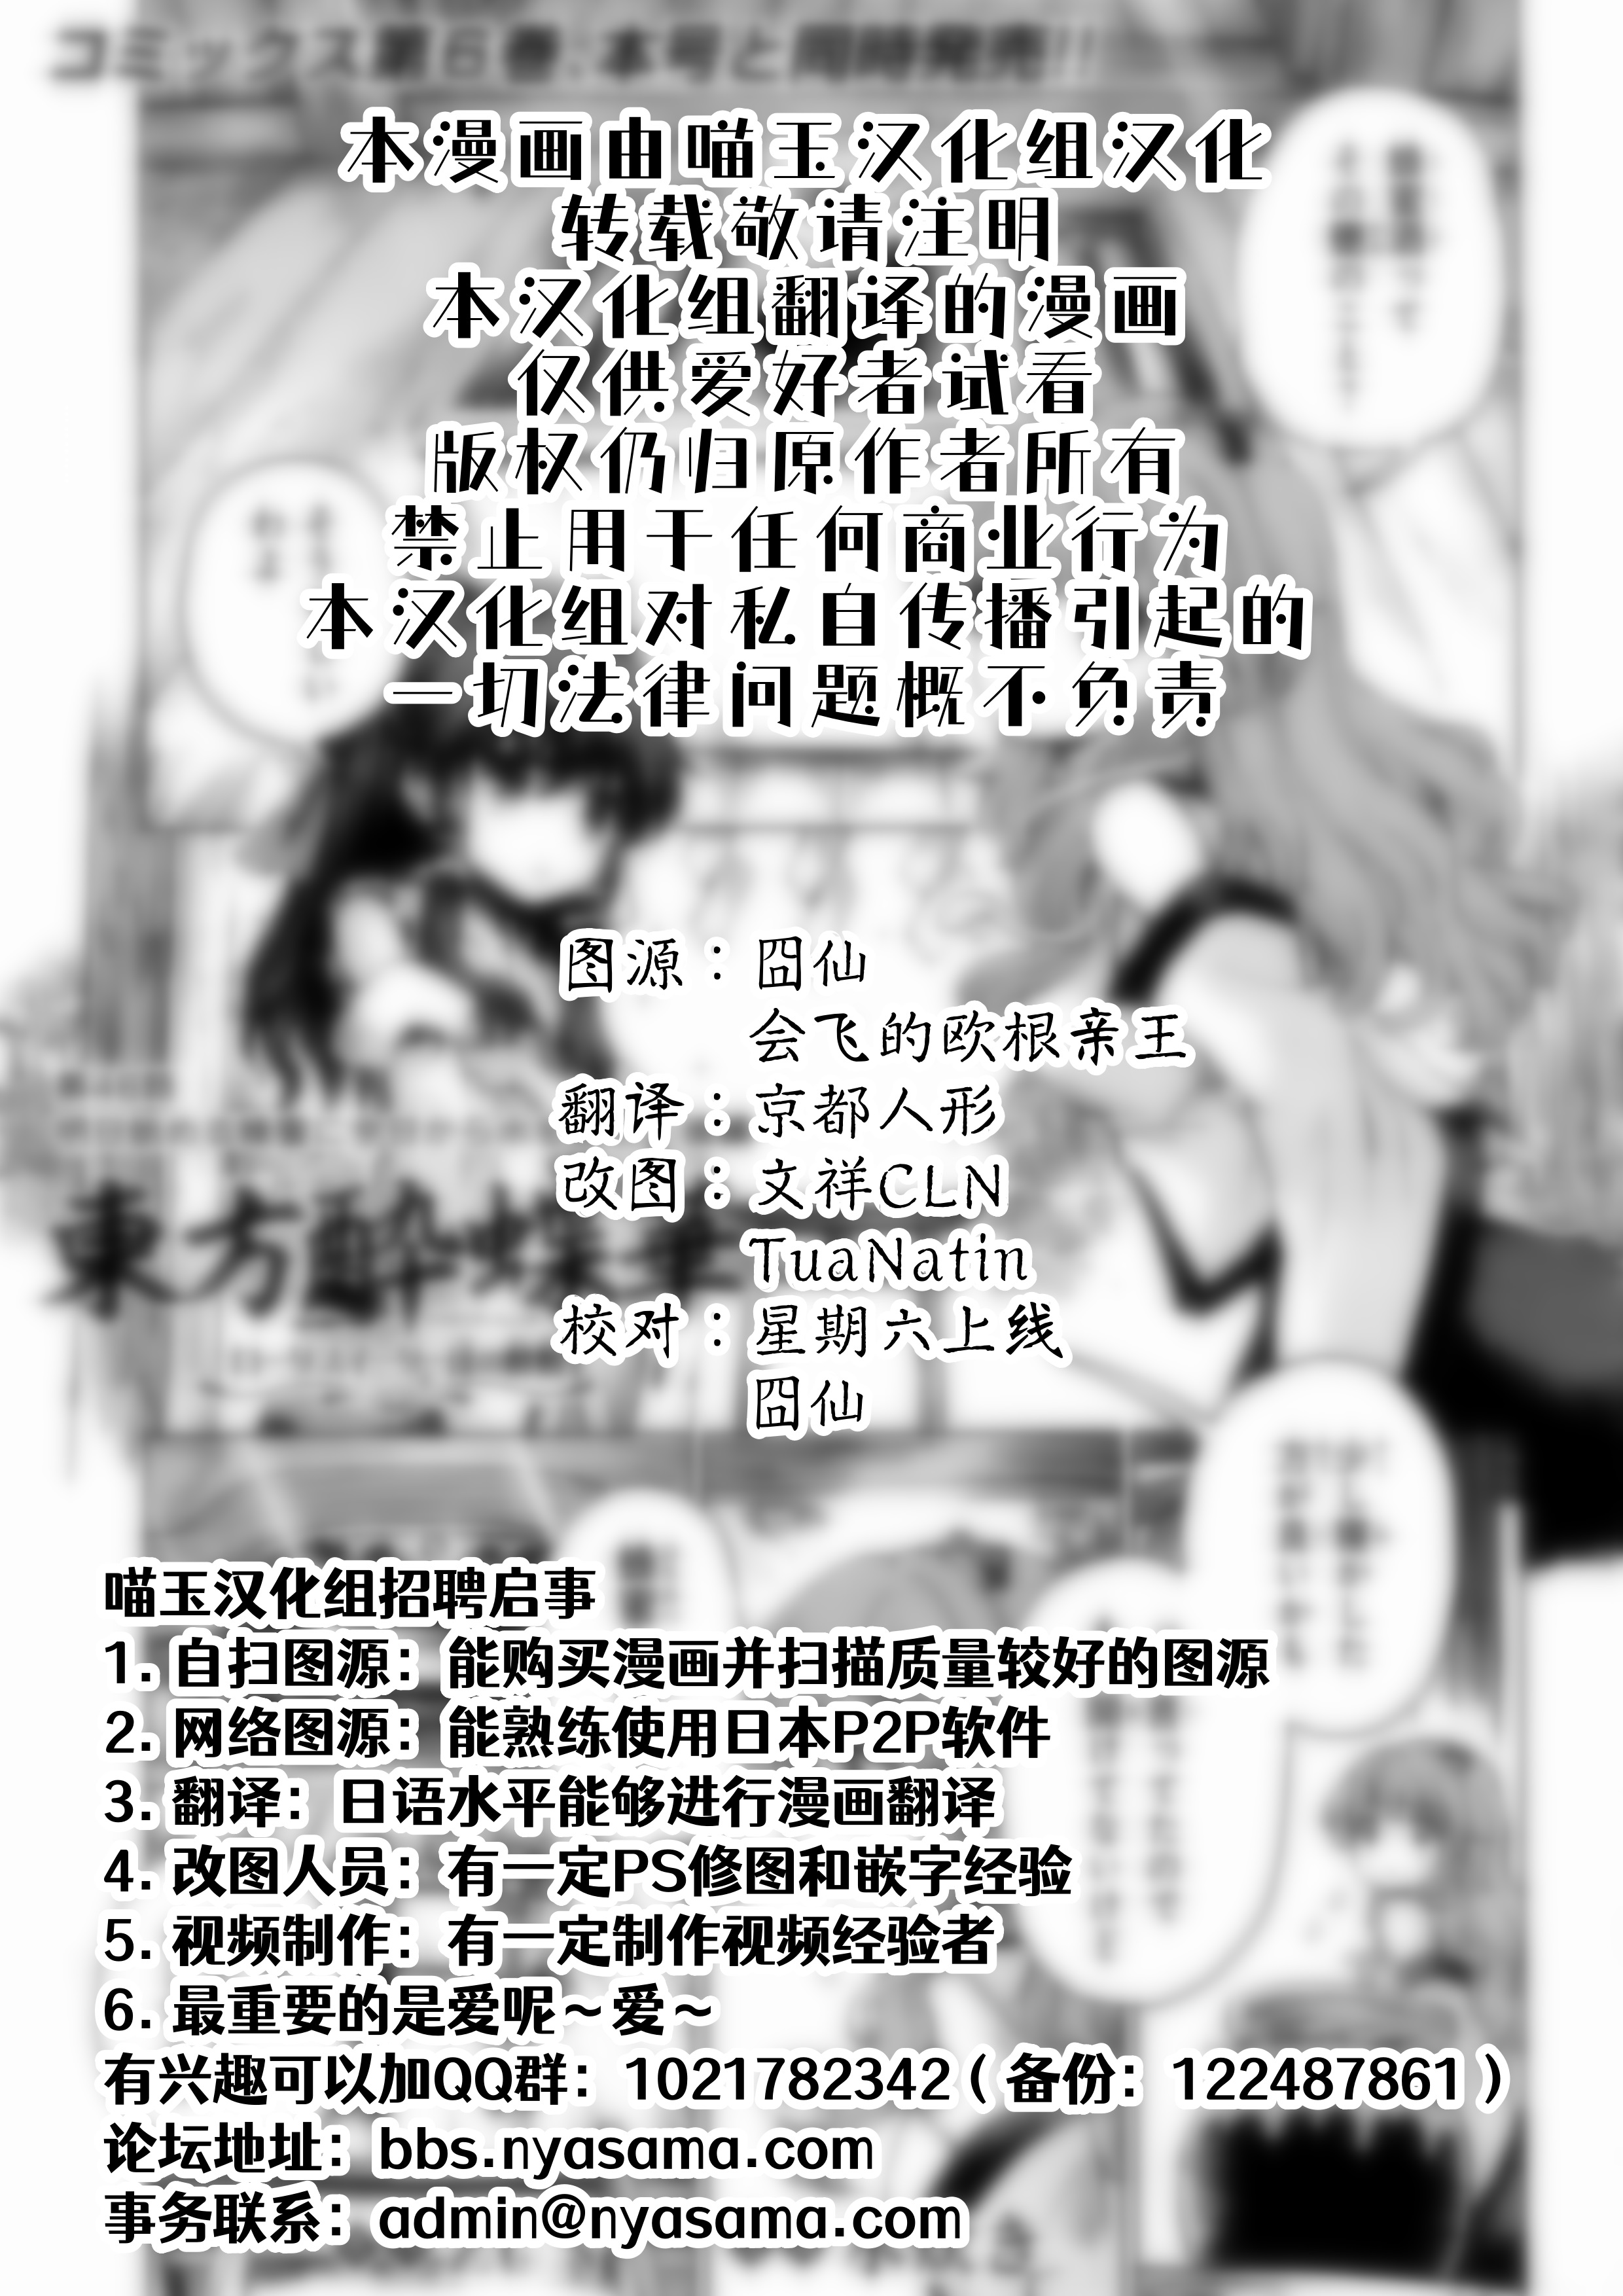 コミックス第6巻、本号と同時発売!!
本漫画由喵玉汉化组汉化
转载敬请注明
本汉化组翻译的漫画
仅供爱好者试看
版权仍归原作者所有
禁止用于任何商业行为
本汉化组对私自传播引起的
一切法律问题概不负责
图源：囧仙
会飞的欧根亲王
翻译：京都人形
改图：文祥CLN
TuaNatin
校对：星期六上线
囧仙
東方酔蝶華
喵玉汉化组招聘启事
1. 自扫图源：能购买漫画并扫描质量较好的图源
2. 网络图源：能熟练使用日本P2P软件
3. 翻译：日语水平能够进行漫画翻译
4. 改图人员：有一定PS修图和嵌字经验
5. 视频制作：有一定制作视频经验者
6. 最重要的是爱呢～爱～
有兴趣可以加QQ群：1021782342（备份：122487861）
论坛地址：bbs.nyasama.com
事务联系：admin@nyasama.com